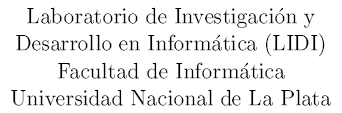 Laboratorio de Investigación y
Desarrollo en Informática (LIDI)
Facultad de Informática
Universidad Nacional de La Plata